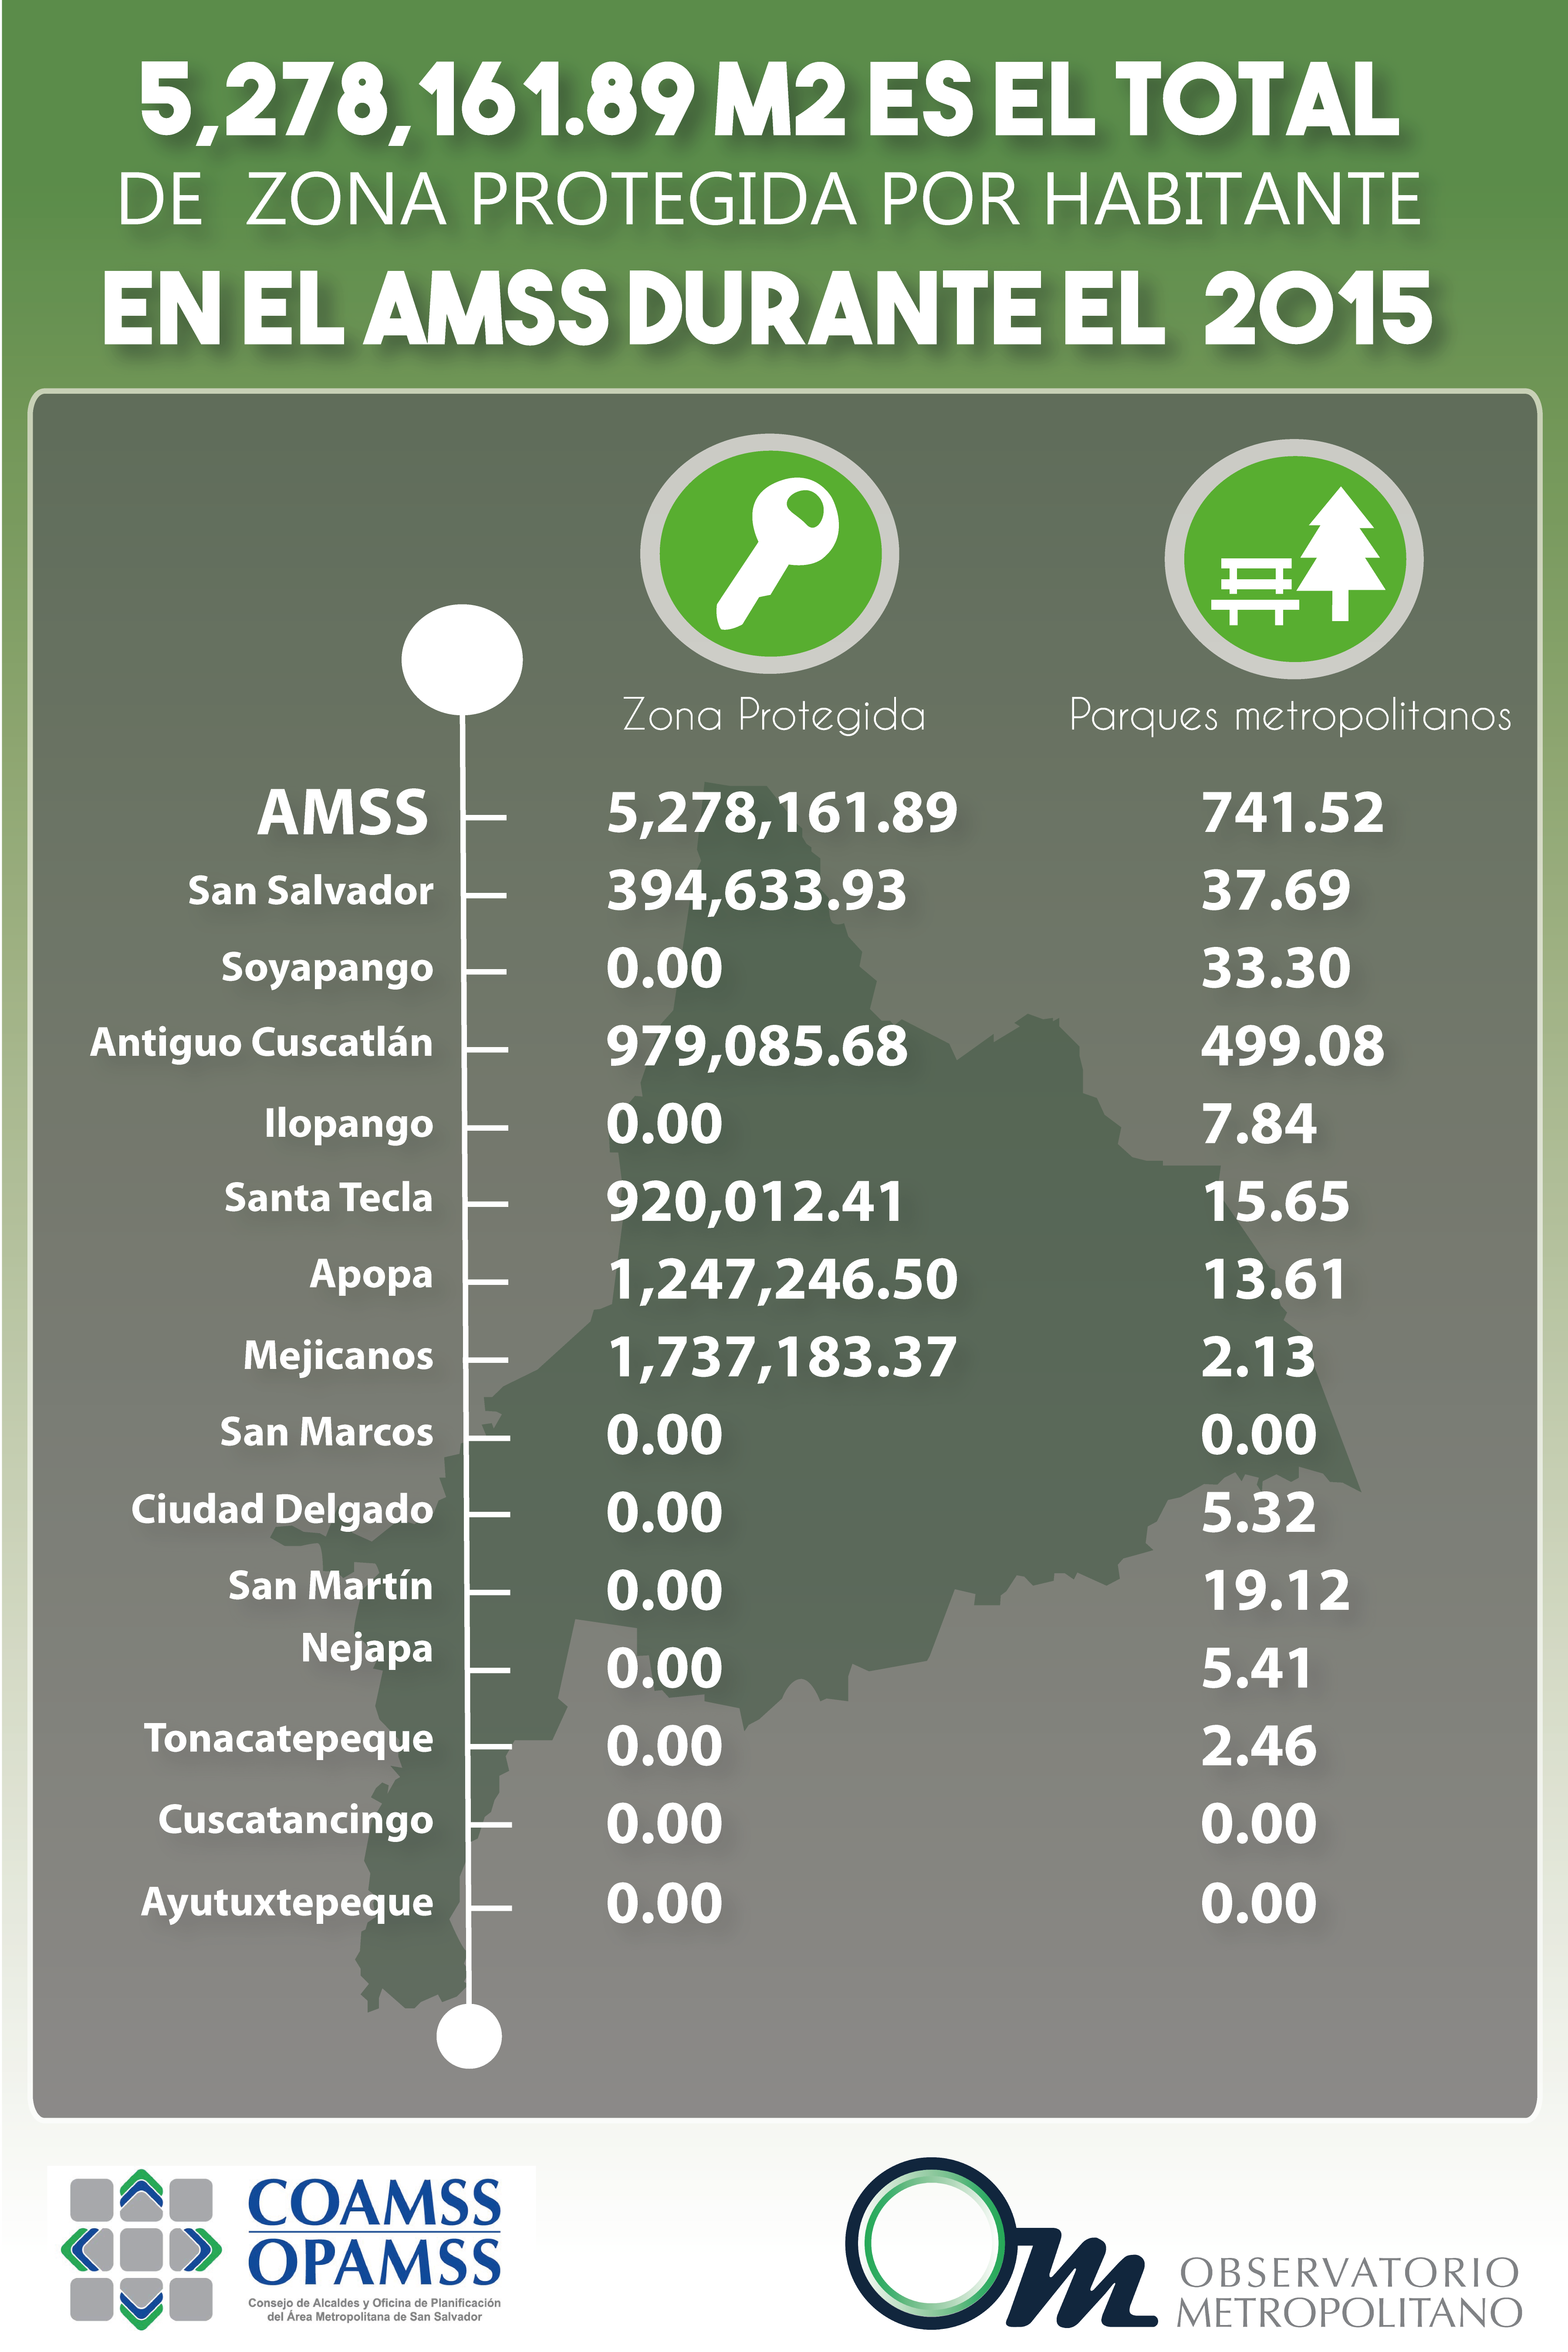 5,278,161.89 M2 ES EL TOTAL
DE ZONA PROTEGIDA POR HABITANTE
EN EL AMSS DURANTE EL 2015
Zona Protegida Parques metropolitanos
AMSS 5,278,161.89 741.52
San Salvador 394,633.93 37.69
Soyapango 0.00 33.30
Antiguo Cuscatlán 979,085.68 499.08
Ilopango 0.00 7.84
Santa Tecla 920,012.41 15.65
Apopa 1,247,246.50 13.61
Mejicanos 1,737,183.37 2.13
San Marcos 0.00 0.00
Ciudad Delgado 0.00 5.32
San Martín 0.00 19.12
Nejapa 0.00 5.41
Tonacatepeque 0.00 2.46
Cuscatancingo 0.00 0.00
Ayutuxtepeque 0.00 0.00
COAMSS
OPAMSS
Consejo de Alcaldes y Oficina de Planificación
del Área Metropolitana de San Salvador
Om
OBSERVATORIO
METROPOLITANO